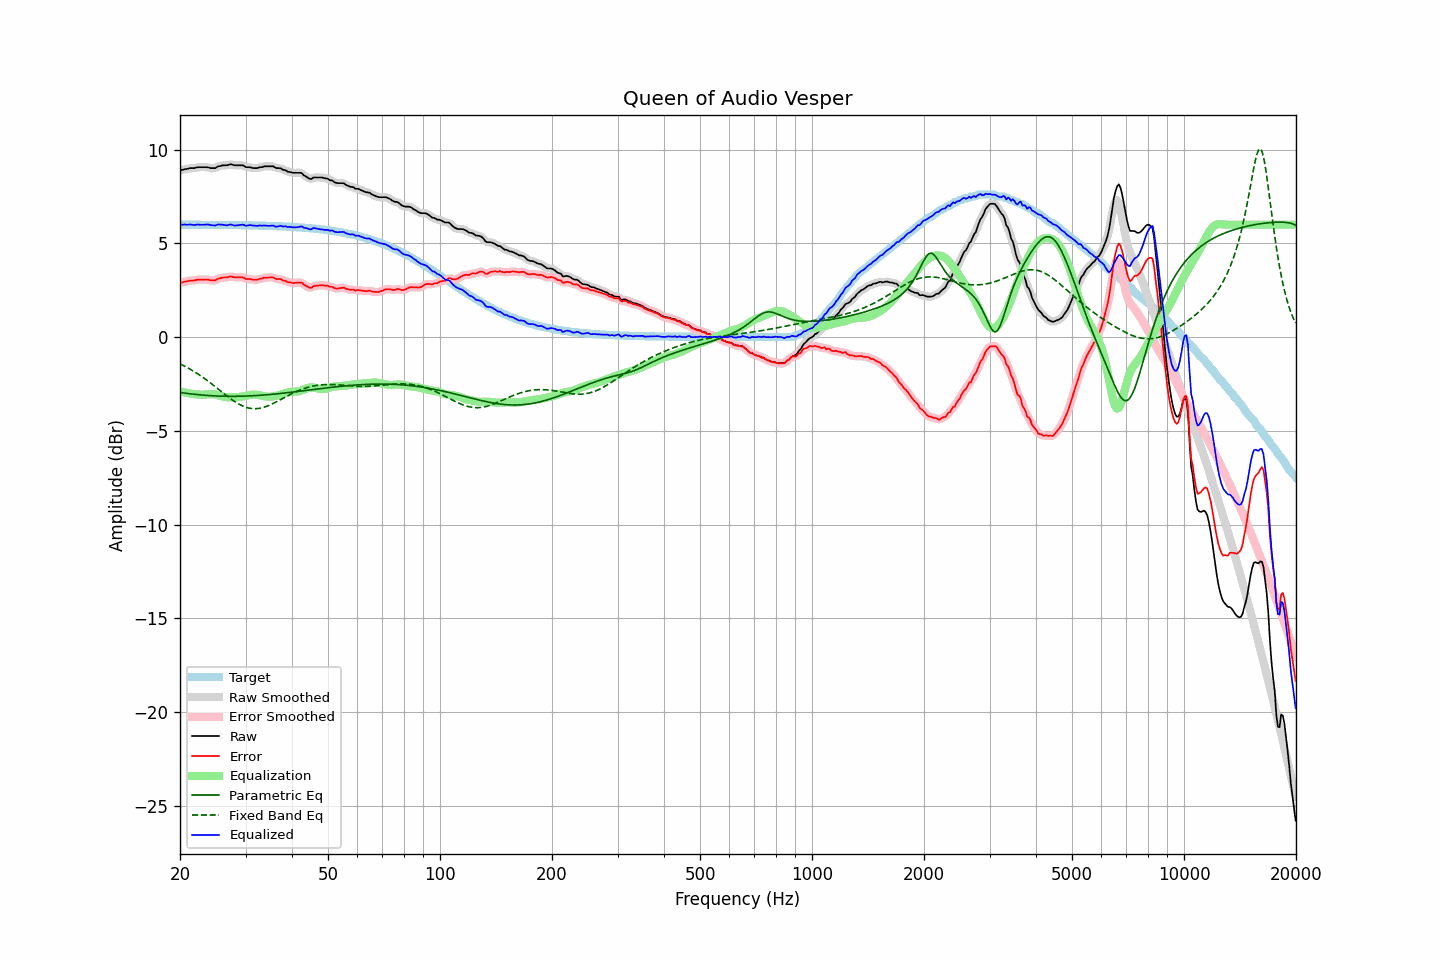 Queen of Audio Vesper
Amplitude (dBr)
10
5
0
−5
−10
−15
−20
−25
Target
Raw Smoothed
Error Smoothed
Raw
Error
Equalization
Parametric Eq
Fixed Band Eq
Equalized
20 50 100 200 500 1000 2000 5000 10000 20000
Frequency (Hz)